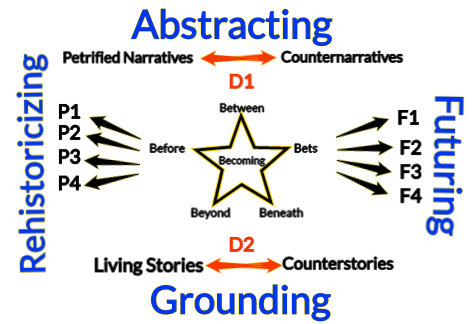 Abstracting
Petrified Narratives Counternarratives
D1
Rehistoricizing
P1
P2
P3
P4
Between
Before
Bets
Becoming
Beyond
Beneath
F1
F2
F3
F4
Futuring
D2
Living Stories Counterstories
Grounding